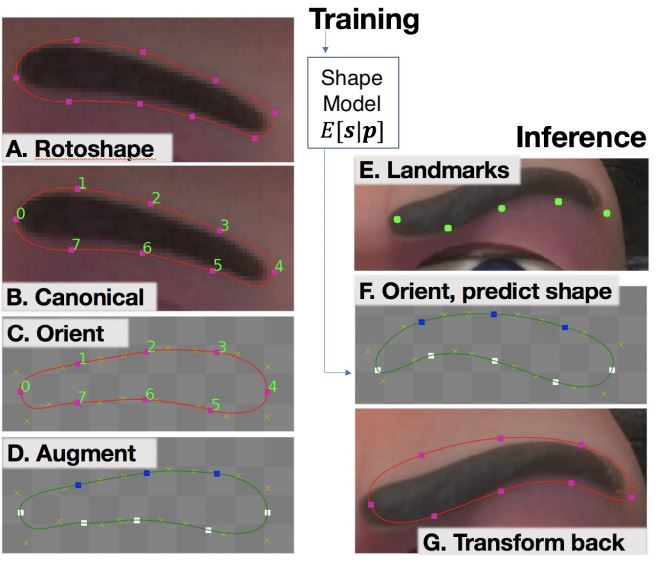 Training
Shape
Model
E[s|p]
Inference
A. Rotoshape
0
1
2
3
4
5
6
7
B. Canonical
C. Orient
0
1
2
3
4
5
6
7
D. Augment
E. Landmarks
F. Orient, predict shape
G. Transform back